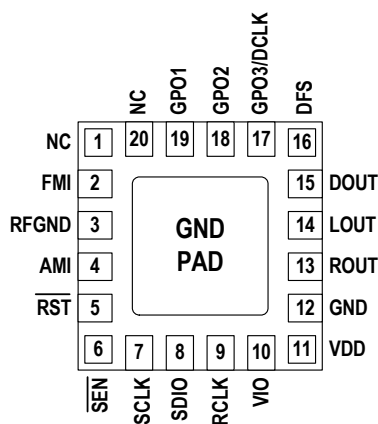 NC
GPO1
GPO2
GPO3/DCLK
DFS
NC
1
20
19
18
17
16
FMI
2
15
DOUT
RFGND
3
14
LOUT
GND
PAD
AMI
4
13
ROUT
RST
5
12
GND
6
7
8
9
10
11
VDD
SEN
SCLK
SDIO
RCLK
VIO